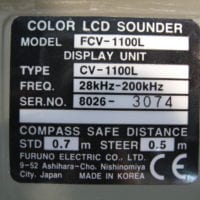 COLOR LCD SOUNDER
MODEL FCV-1100L
DISPLAY UNIT
TYPE CV-1100L
FREQ. 28kHz-200kHz
SER.NO. 8026-3074
COMPASS SAFE DISTANCE
STD 0.7 m STEER 0.5 m
FURUNO ELECTRIC CO., LTD.
9-52 Ashihara-Cho, Nishinomiya
City, Japan MADE IN KOREA